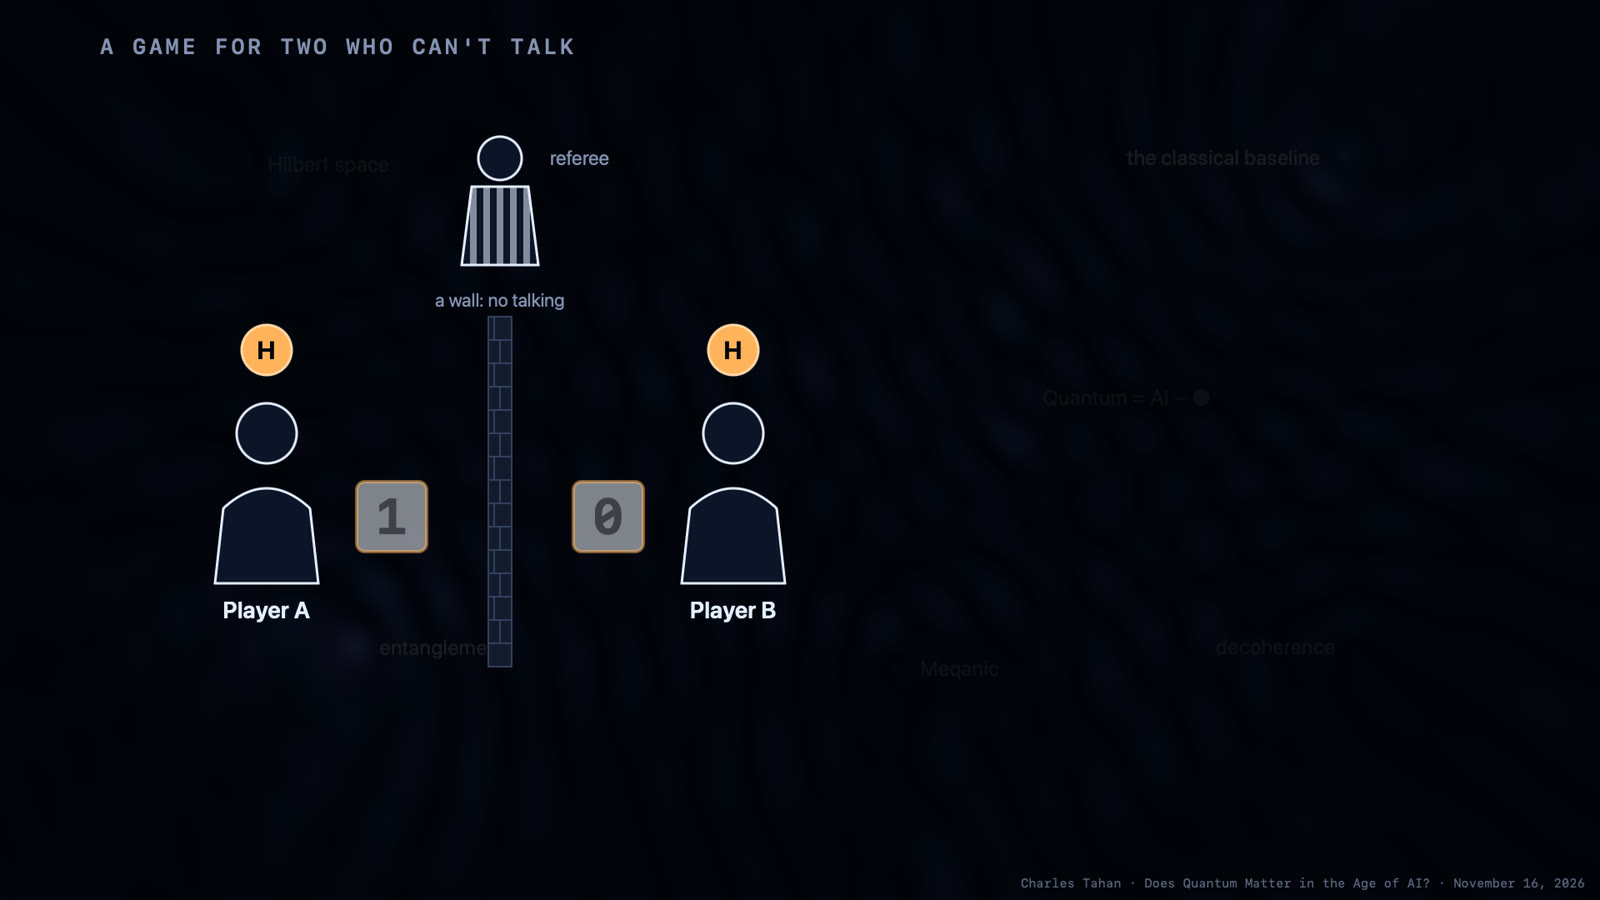 A GAME FOR TWO WHO CAN'T TALK
Hilbert space
referee
the classical baseline
a wall: no talking
H
H
Quantum = AI −
1
0
Player A
Player B
entangleme
decoherence
Meqanic
Charles Tahan · Does Quantum Matter in the Age of AI? · November 16, 2026